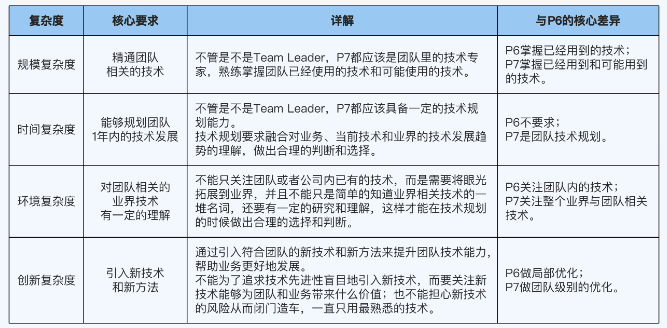 复杂度
核心要求
详解
与P6的核心差异
规模复杂度
精通团队
相关的技术
不管是不是Team Leader，P7都应该是团队里的技术专
家，熟练掌握团队已经使用的技术和可能使用的技术。
P6掌握已经用到的技术；
P7掌握已经用到和可能用到
的技术。
时间复杂度
能够规划团队
1年内的技术发展
不管是不是Team Leader，P7都应该具备一定的技术规
划能力。
技术规划要求融合对业务、当前技术和业界的技术发展趋
势的理解，做出合理的判断和选择。
P6不要求；
P7是团队技术规划。
环境复杂度
对团队相关的
业界技术
有一定的理解
不能只关注团队或者公司内已有的技术，而是需要将眼光
拓展到业界，并且不能只是简单的知道业界相关技术的一
堆名词，还要有一定的研究和理解，这样才能在技术规划
的时候做出合理的选择和判断。
P6关注团队内的技术；
P7关注整个业界与团队相关
技术。
创新复杂度
引入新技术
和新方法
通过引入符合团队的新技术和新方法来提升团队技术能力，
帮助业务更好地发展。
不能为了追求技术先进性盲目地引入新技术，而要关注新
技术能够为团队和业务带来什么价值；也不能担心新技术
的风险从而闭门造车，一直只用最熟悉的技术。
P6做局部优化；
P7做团队级别的优化。